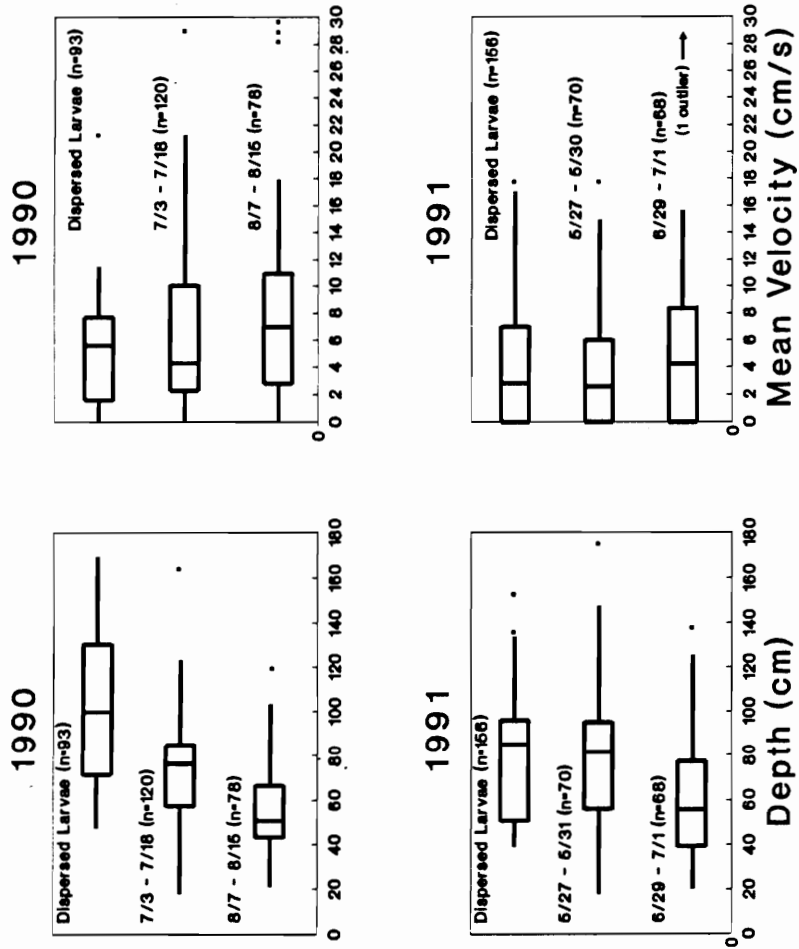 1990
Dispersed Larvae (n=93)
7/3 - 7/18 (n=120)
8/7 - 8/15 (n=78)
0 20 40 60 80 100 120 140 160 180
1990
Dispersed Larvae (n=93)
7/3 - 7/18 (n=120)
8/7 - 8/15 (n=78)
0
0 2 4 6 8 10 12 14 16 18 20 22 24 26 28 30
1991
Dispersed Larvae (n=156)
5/27 - 5/31 (n=70)
6/29 - 7/1 (n=68)
0
0 20 40 60 80 100 120 140 160 180
Depth (cm)
1991
Dispersed Larvae (n=156)
5/27 - 5/30 (n=70)
6/29 - 7/1 (n=68)
(1 outlier)
0
0 2 4 6 8 10 12 14 16 18 20 22 24 26 28 30
Mean Velocity (cm/s)